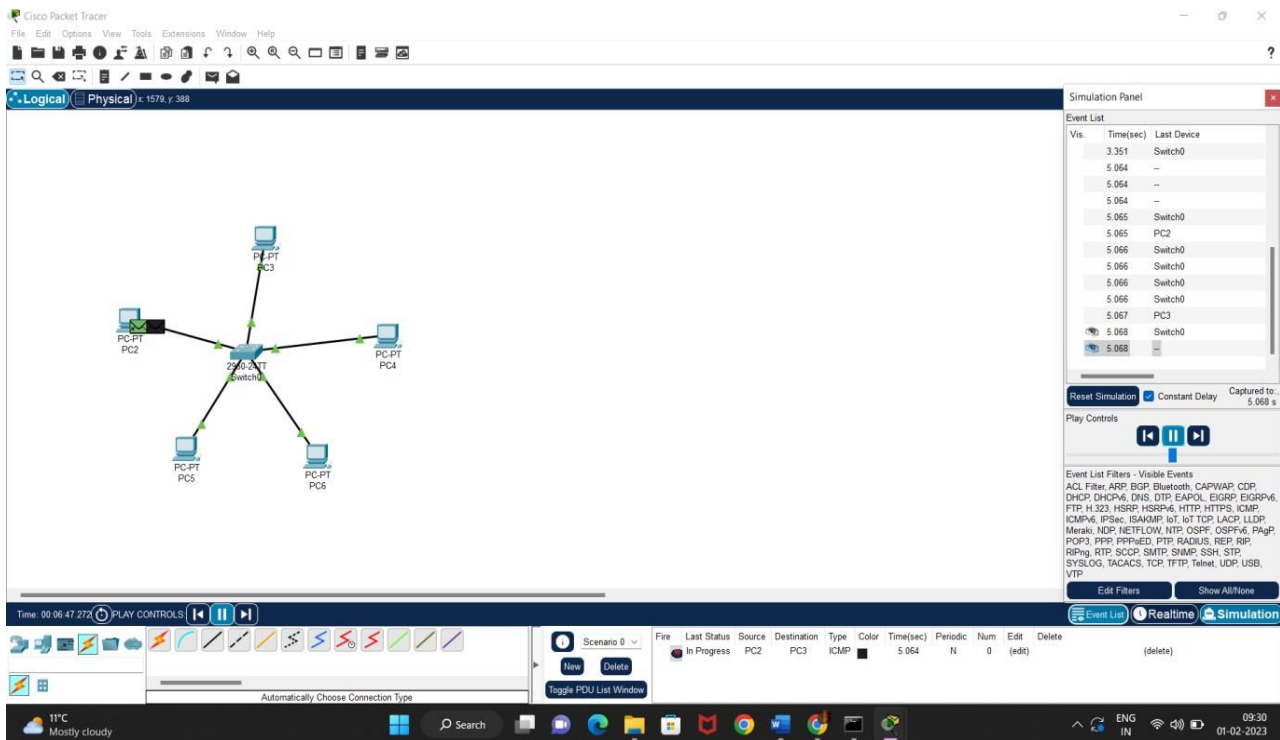 Cisco Packet Tracer
File Edit Options View Tools Extensions Window Help
?
Logical Physical x: 1579, y: 388
PC-PT
PC3
PC-PT
PC2
PC-PT
PC4
2960-24TT
Switch0
PC-PT
PC5
PC-PT
PC6
Simulation Panel
Event List
Vis. Time(sec) Last Device
3.351 Switch0
5.064 --
5.064 --
5.064 --
5.065 Switch0
5.065 PC2
5.066 Switch0
5.066 Switch0
5.066 Switch0
5.066 Switch0
5.067 PC3
5.068 Switch0
5.068 --
Reset Simulation Constant Delay Captured to:
5.068 s
Play Controls
Event List Filters - Visible Events
ACL Filter, ARP, BGP, Bluetooth, CAPWAP, CDP,
DHCP, DHCPv6, DNS, DTP, EAPOL, EIGRP, EIGRPv6,
FTP, H.323, HSRP, HSRPv6, HTTP, HTTPS, ICMP,
ICMPv6, IPSec, ISAKMP, IoT, IoT TCP, LACP, LLDP,
Meraki, NDP, NETFLOW, NTP, OSPF, OSPFv6, PAgP,
POP3, PPP, PPPoED, PTP, RADIUS, REP, RIP,
RIPng, RTP, SCCP, SMTP, SNMP, SSH, STP,
SYSLOG, TACACS, TCP, TFTP, Telnet, UDP, USB,
VTP
Edit Filters Show All/None
Time: 00:06:47.272 PLAY CONTROLS:
Event List Realtime Simulation
Scenario 0
New Delete
Toggle PDU List Window
Fire Last Status Source Destination Type Color Time(sec) Periodic Num Edit Delete
In Progress PC2 PC3 ICMP 5.064 N 0 (edit) (delete)
Automatically Choose Connection Type
11°C
Mostly cloudy
Search
ENG
IN
09:30
01-02-2023